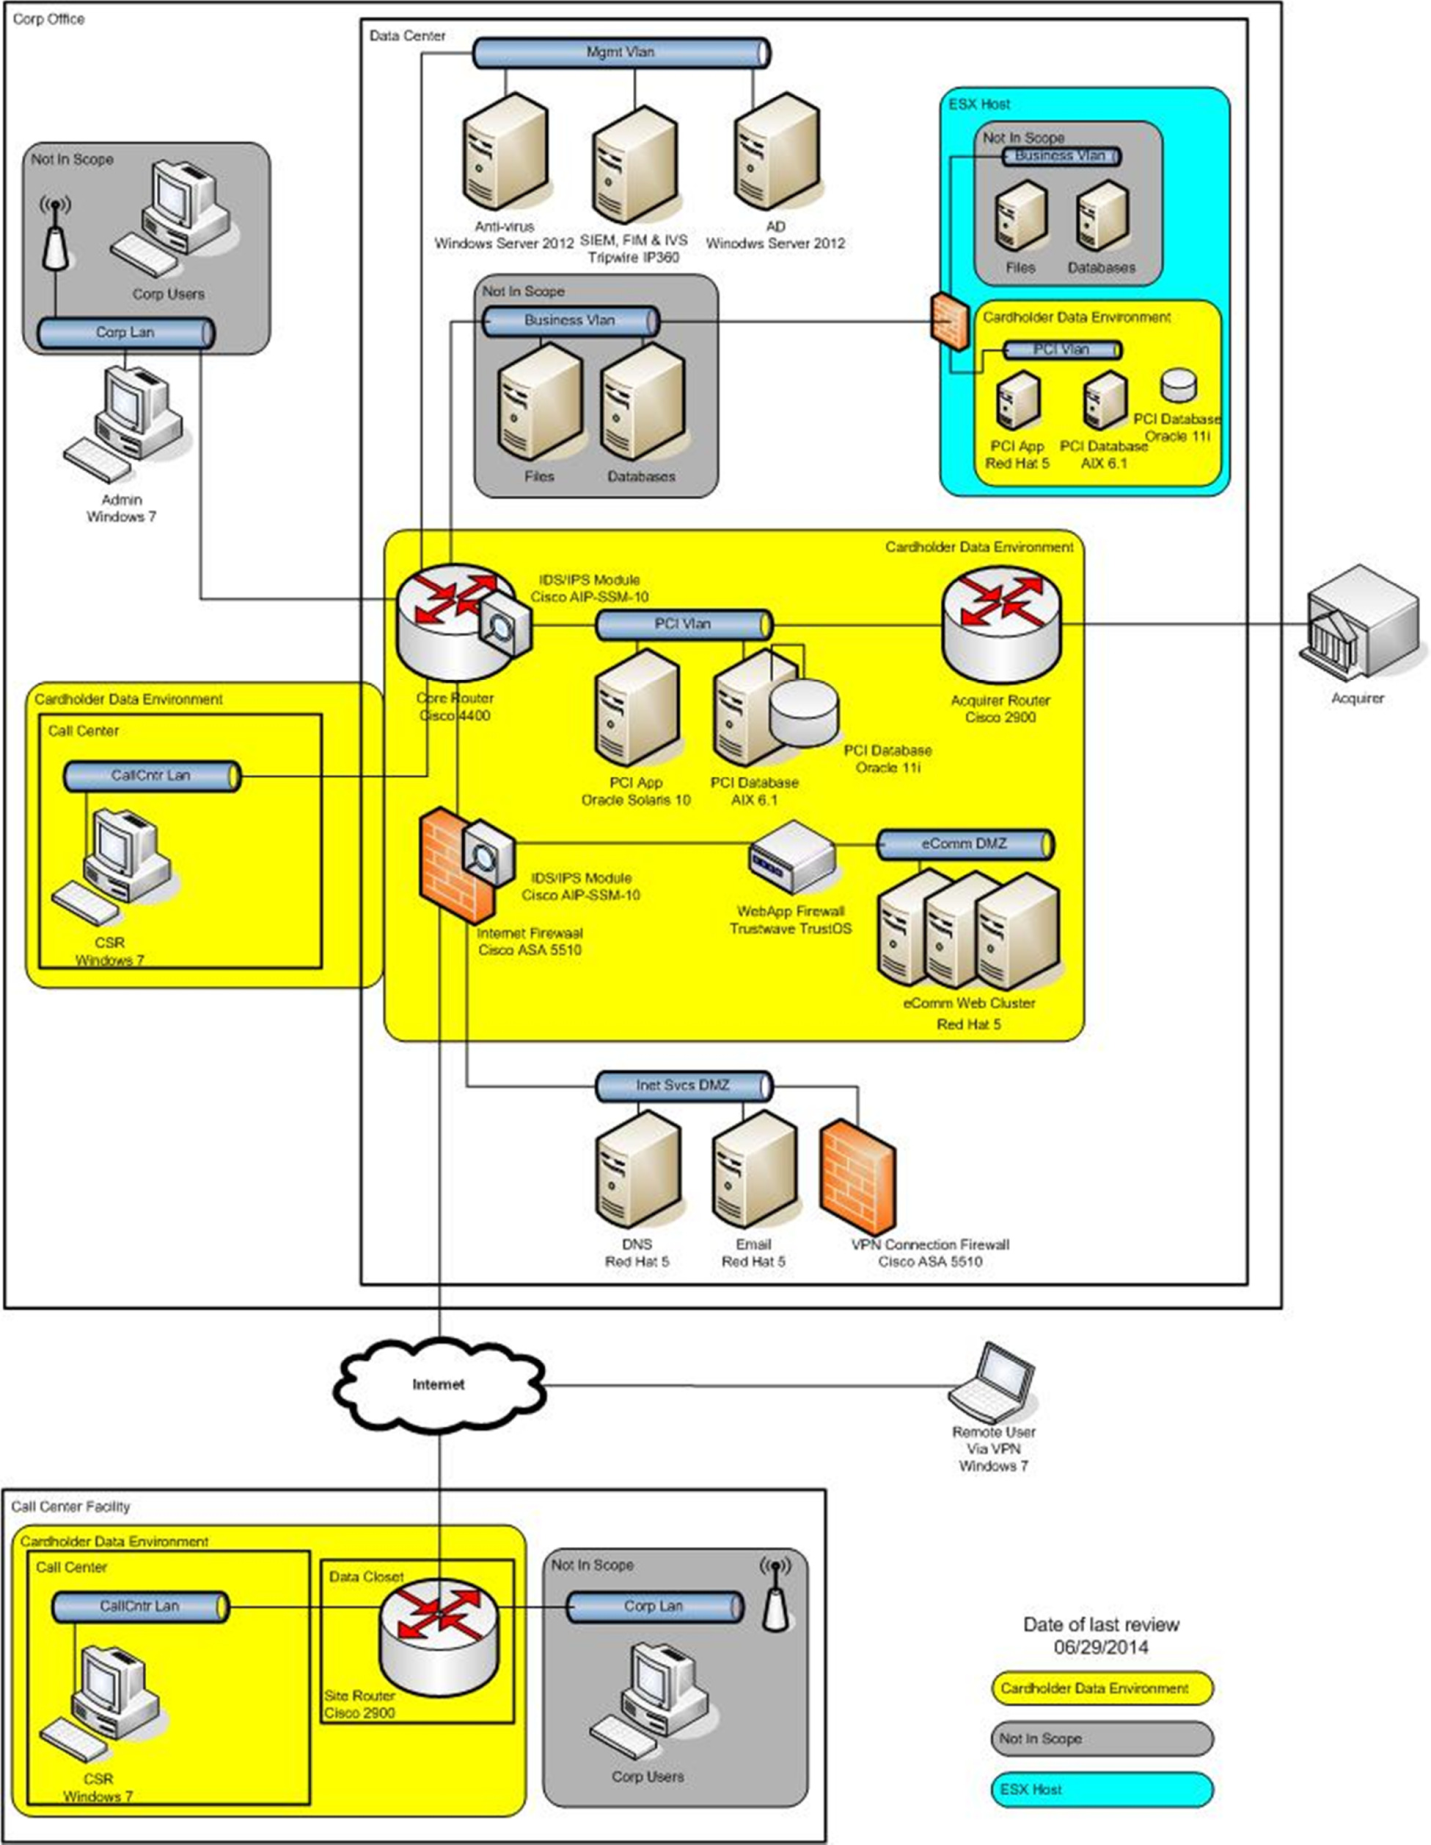 Corp Office
Data Center
Mgmt Vlan
Anti-virus
Windows Server 2012
SIEM, FIM & IVS
Tripwire IP360
AD
Winodws Server 2012
ESX Host
Not In Scope
Business Vlan
Files
Databases
Cardholder Data Environment
PCI Vlan
PCI App
Red Hat 5
PCI Database
AIX 6.1
PCI Database
Oracle 11i
Not In Scope
Corp Users
Corp Lan
Admin
Windows 7
Not In Scope
Business Vlan
Files
Databases
Cardholder Data Environment
IDS/IPS Module
Cisco AIP-SSM-10
PCI Vlan
Core Router
Cisco 4400
Acquirer Router
Cisco 2900
Acquirer
PCI App
Oracle Solaris 10
PCI Database
AIX 6.1
PCI Database
Oracle 11i
Cardholder Data Environment
Call Center
CallCntr Lan
CSR
Windows 7
IDS/IPS Module
Cisco AIP-SSM-10
Internet Firewaal
Cisco ASA 5510
WebApp Firewall
Trustwave TrustOS
eComm DMZ
eComm Web Cluster
Red Hat 5
Inet Svcs DMZ
DNS
Red Hat 5
Email
Red Hat 5
VPN Connection Firewall
Cisco ASA 5510
Internet
Remote User
Via VPN
Windows 7
Call Center Facility
Cardholder Data Environment
Call Center
CallCntr Lan
CSR
Windows 7
Data Closet
Site Router
Cisco 2900
Not In Scope
Corp Lan
Corp Users
Date of last review
06/29/2014
Cardholder Data Environment
Not In Scope
ESX Host